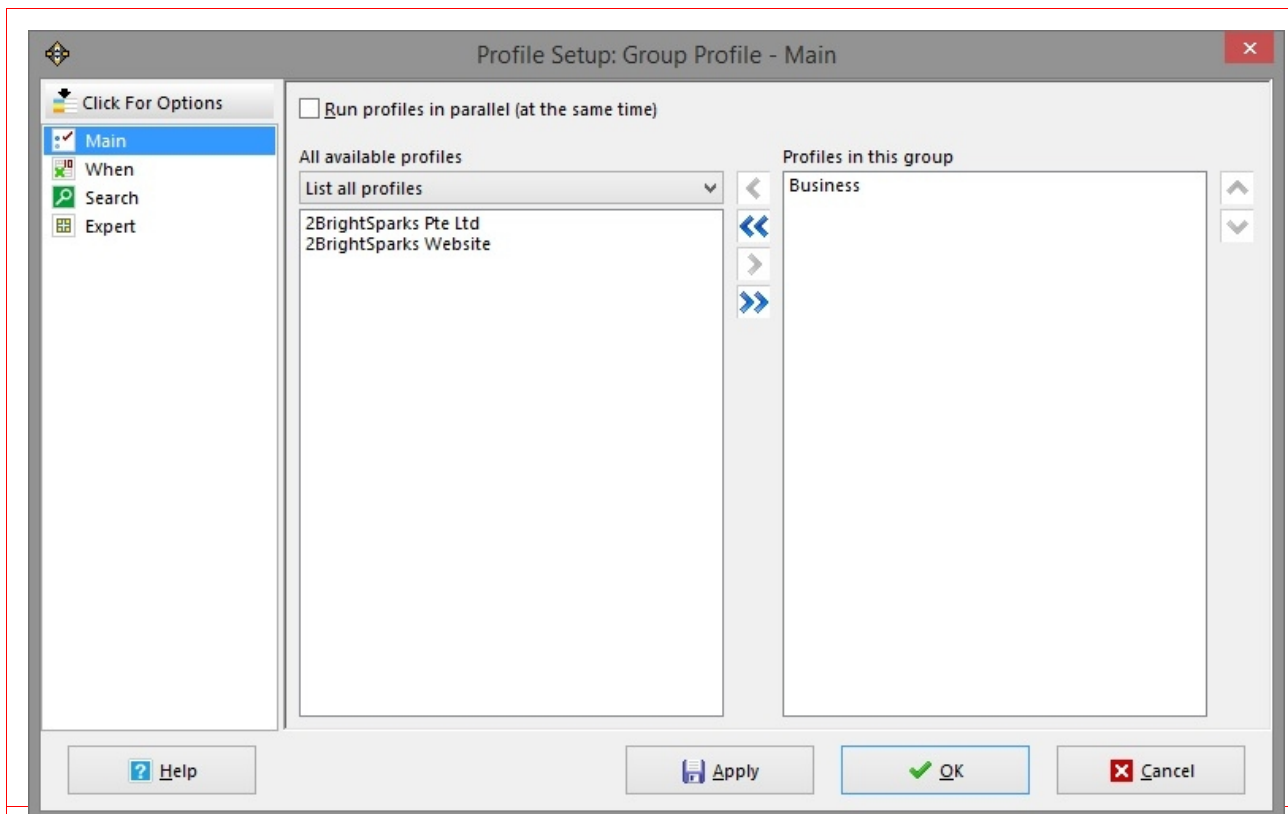 Profile Setup: Group Profile - Main
Click For Options
Main
When
Search
Expert
Run profiles in parallel (at the same time)
All available profiles
List all profiles
2BrightSparks Pte Ltd
2BrightSparks Website
Profiles in this group
Business
Help
Apply
OK
Cancel